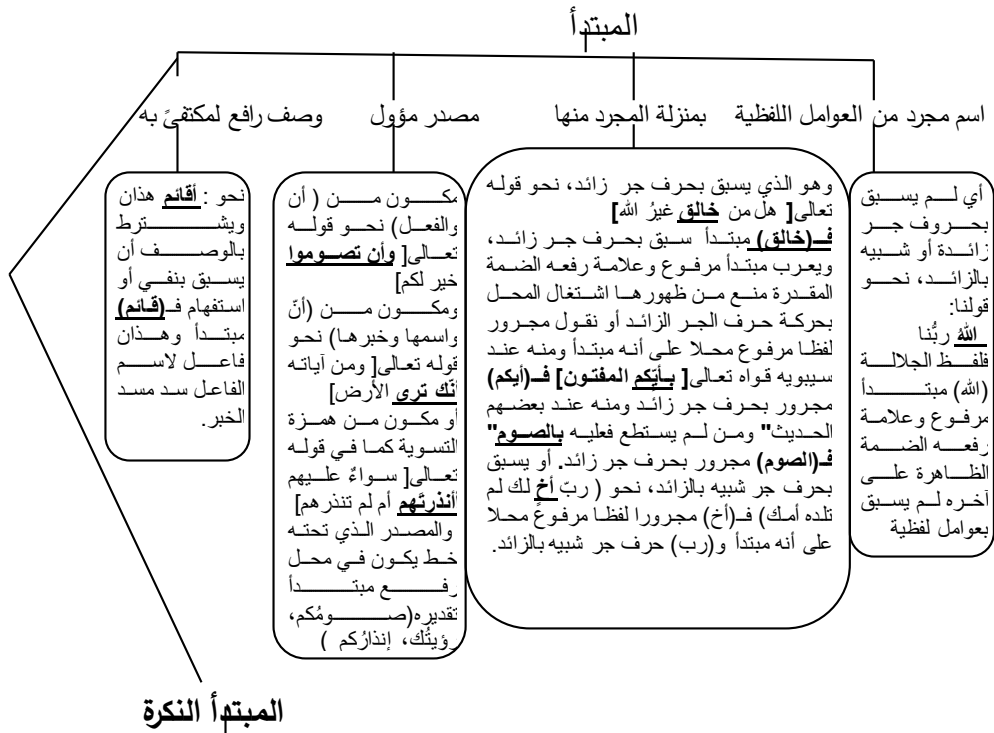 المبتدأ
اسم مجرد من العوامل اللفظية
بمنزلة المجرد منها
مصدر مؤول
وصف رافع لمكتفىً به
أي لم يسبق
بحروف جر
زائدة أو شبيه
بالزائد، نحو
قولنا:
اللهُ ربُّنا
فلفظ الجلالة
(الله) مبتدأ
مرفوع وعلامة
رفعه الضمة
الظاهرة على
آخره لم يسبق
بعوامل لفظية
وهو الذي يسبق بحرف جر زائد، نحو قوله
تعالى[ هل من خالق غيرُ الله]
فـ(خالق) مبتدأ سبق بحرف جر زائد،
ويعرب مبتدأ مرفوع وعلامة رفعه الضمة
المقدرة منع من ظهورها اشتغال المحل
بحركة حرف الجر الزائد أو نقول مجرور
لفظا مرفوع محلا على أنه مبتدأ ومنه عند
سيبويه قواه تعالى[ بأيّكم المفتون] فـ(أيكم)
مجرور بحرف جر زائد ومنه عند بعضهم
الحديث" ومن لم يستطع فعليه بالصوم"
فـ(الصوم) مجرور بحرف جر زائد. أو يسبق
بحرف جر شبيه بالزائد، نحو ( ربّ أخٍ لك لم
تلده أمك) فـ(أخ) مجرورا لفظا مرفوعً محلا
على أنه مبتدأ و(رب) حرف جر شبيه بالزائد.
مكون من ( أن
والفعل) نحو قوله
تعالى[ وأن تصوموا
خير لكم]
ومكون من (أنّ
واسمها وخبرها) نحو
قوله تعالى[ ومن آياته
أنّك ترى الأرض]
أو مكون من همزة
التسوية كما في قوله
تعالى[ سواءٌ عليهم
أأنذرتَهم أم لم تنذرهم]
والمصدر الذي تحته
خط يكون في محل
رفع مبتدأ
تقديره(صومُكم،
رؤيتُك، إنذارُكم )
نحو : أقائم هذان
ويشترط
بالوصف أن
يسبق بنفي أو
استفهام فـ(قائم)
مبتدأ وهذان
فاعل لاسم
الفاعل سد مسد
الخبر.
المبتدأ النكرة